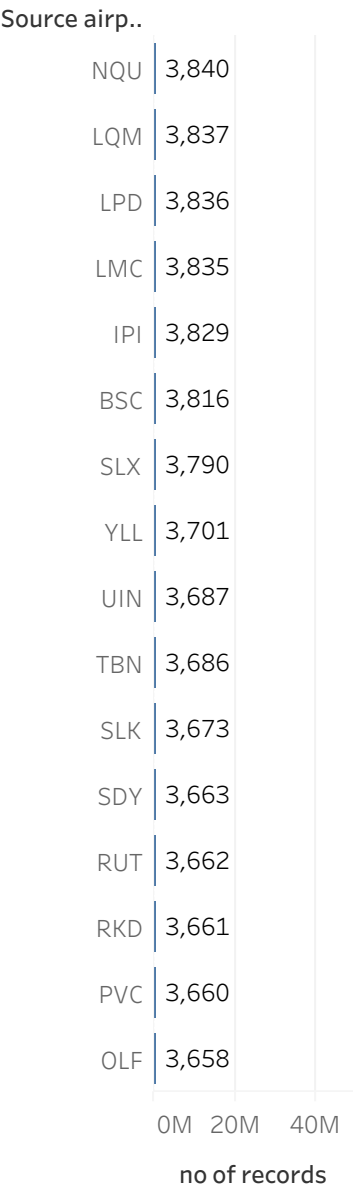 Source airp..
NQU 3,840
LQM 3,837
LPD 3,836
LMC 3,835
IPI 3,829
BSC 3,816
SLX 3,790
YLL 3,701
UIN 3,687
TBN 3,686
SLK 3,673
SDY 3,663
RUT 3,662
RKD 3,661
PVC 3,660
OLF 3,658
0M 20M 40M
no of records